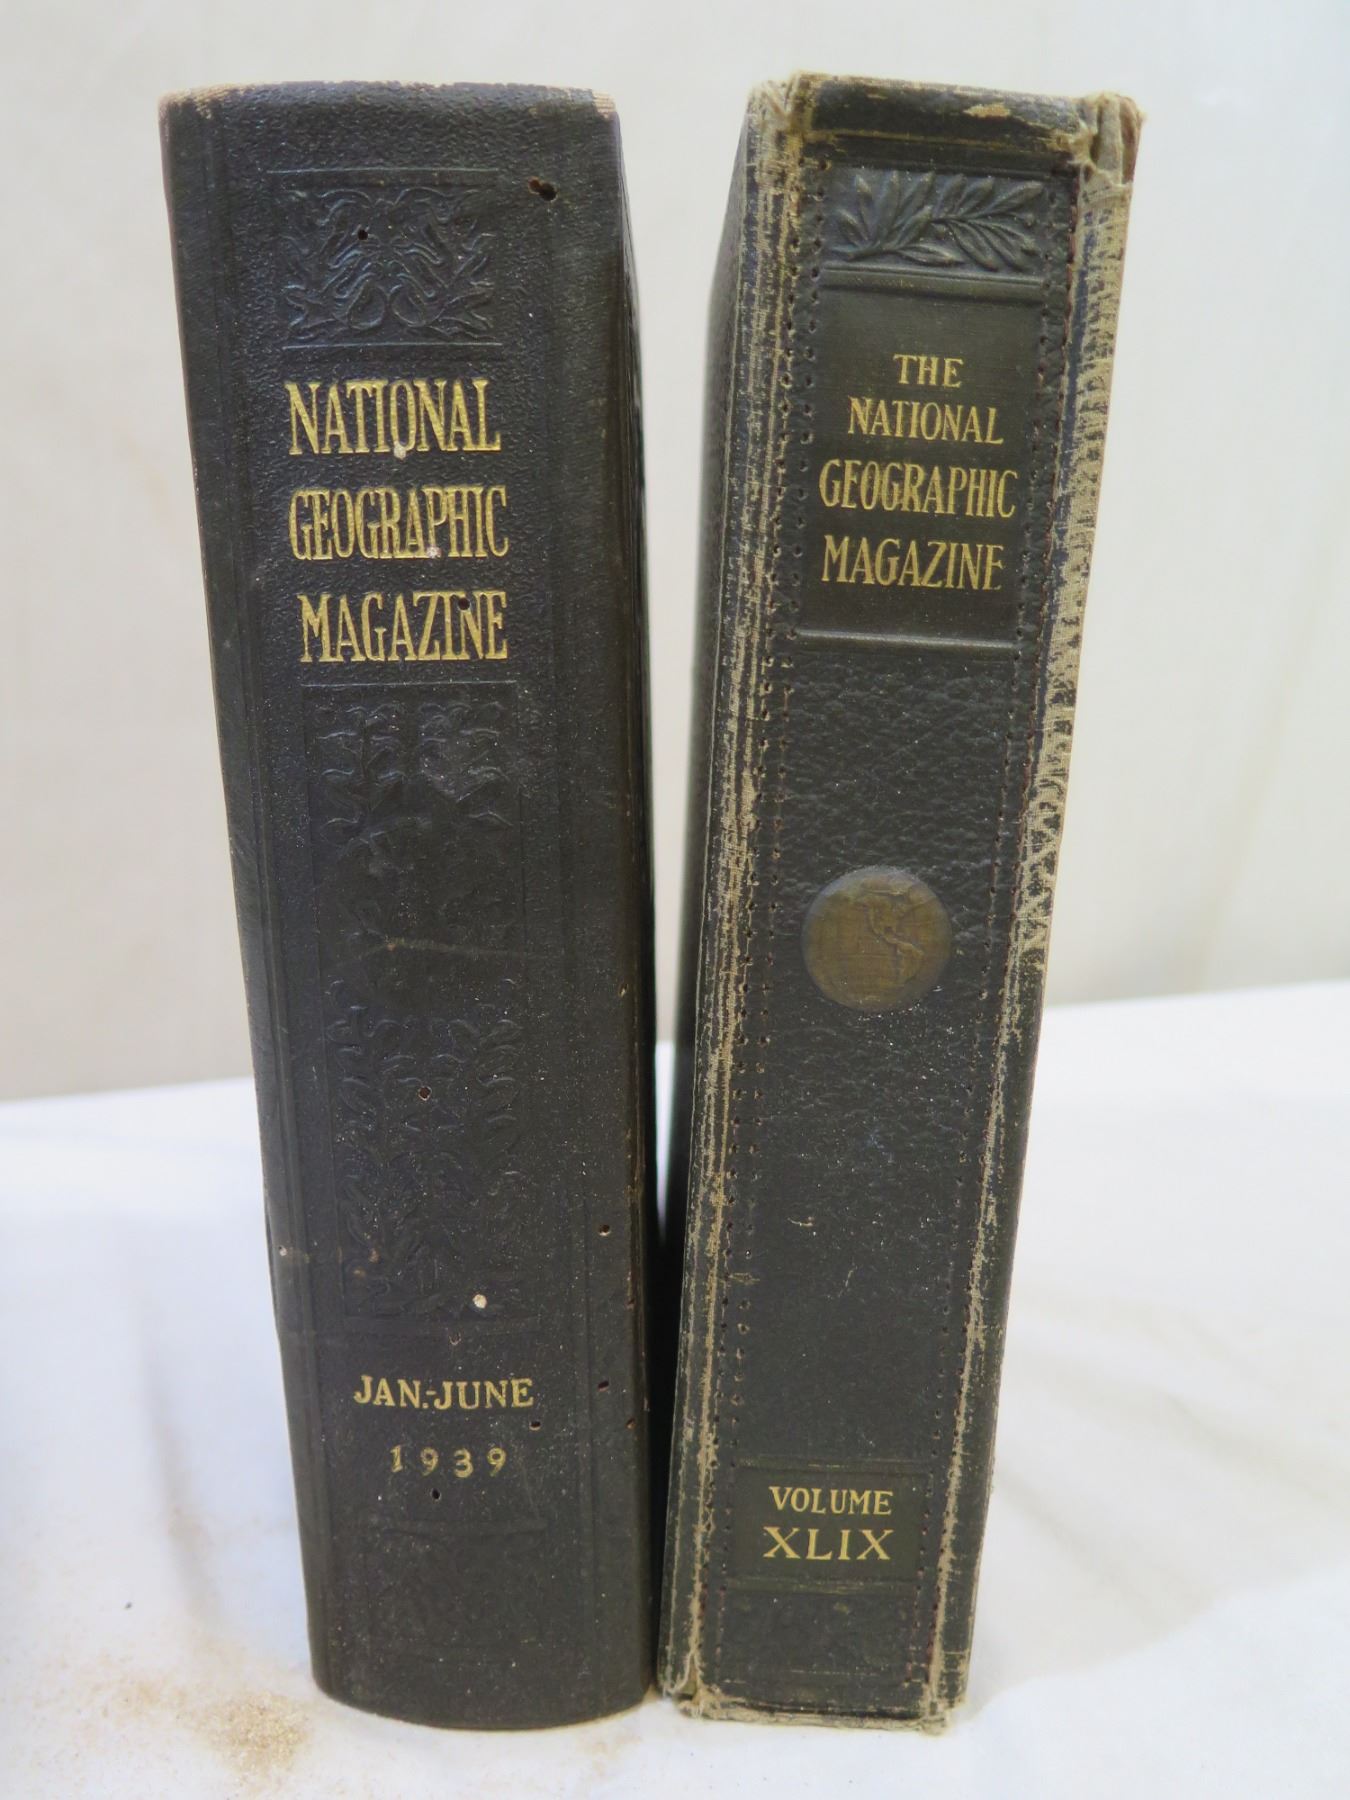 NATIONAL
GEOGRAPHIC
MAGAZINE
JAN.-JUNE
1939
THE
NATIONAL
GEOGRAPHIC
MAGAZINE
VOLUME
XLIX